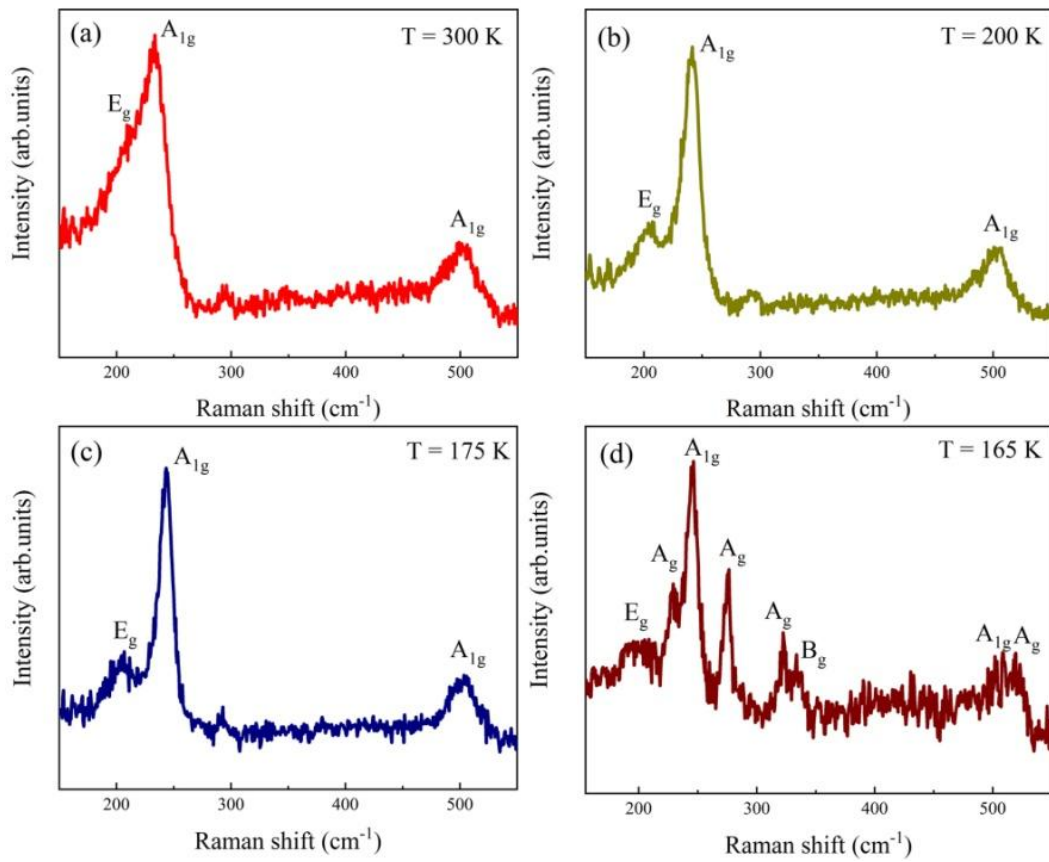 (a)
A1g
T = 300 K
Eg
A1g
Intensity (arb.units)
200 300 400 500
Raman shift (cm-1)
(b)
A1g
T = 200 K
Eg
A1g
Intensity (arb.units)
200 300 400 500
Raman shift (cm-1)
(c)
A1g
T = 175 K
Eg
A1g
Intensity (arb.units)
200 300 400 500
Raman shift (cm-1)
(d)
A1g
T = 165 K
Ag
Ag
Eg
Ag
Bg
A1g Ag
Intensity (arb.units)
200 300 400 500
Raman shift (cm-1)